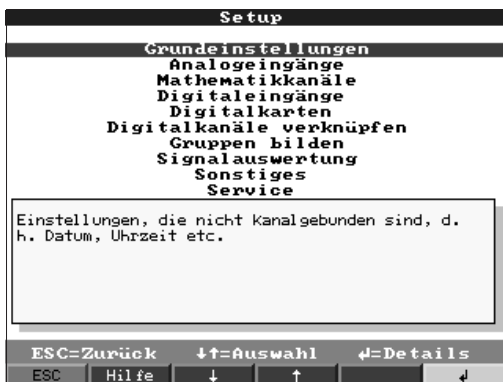 Setup
Grundeinstellungen
Analogeingänge
Mathematikkanäle
Digitaleingänge
Digitalkarten
Digitalkanäle verknüpfen
Gruppen bilden
Signalauswertung
Sonstiges
Service
Einstellungen, die nicht Kanalgebunden sind, d.
h. Datum, Uhrzeit etc.
ESC=Zurück ↓↑=Auswahl ↲=Details
ESC Hilfe ↓ ↑ ↲